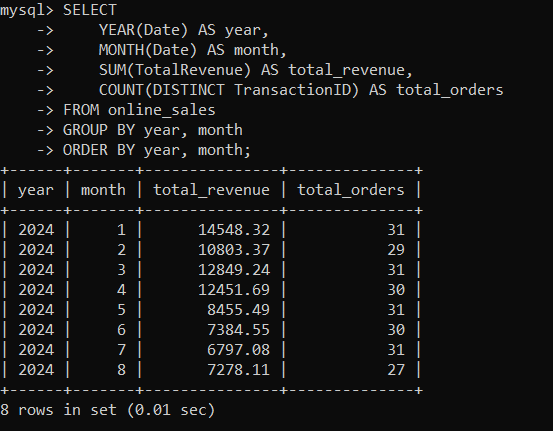 mysql> SELECT
    ->     YEAR(Date) AS year,
    ->     MONTH(Date) AS month,
    ->     SUM(TotalRevenue) AS total_revenue,
    ->     COUNT(DISTINCT TransactionID) AS total_orders
    -> FROM online_sales
    -> GROUP BY year, month
    -> ORDER BY year, month;
+------+-------+---------------+--------------+
| year | month | total_revenue | total_orders |
+------+-------+---------------+--------------+
| 2024 |     1 |      14548.32 |           31 |
| 2024 |     2 |      10803.37 |           29 |
| 2024 |     3 |      12849.24 |           31 |
| 2024 |     4 |      12451.69 |           30 |
| 2024 |     5 |       8455.49 |           31 |
| 2024 |     6 |       7384.55 |           30 |
| 2024 |     7 |       6797.08 |           31 |
| 2024 |     8 |       7278.11 |           27 |
+------+-------+---------------+--------------+
8 rows in set (0.01 sec)